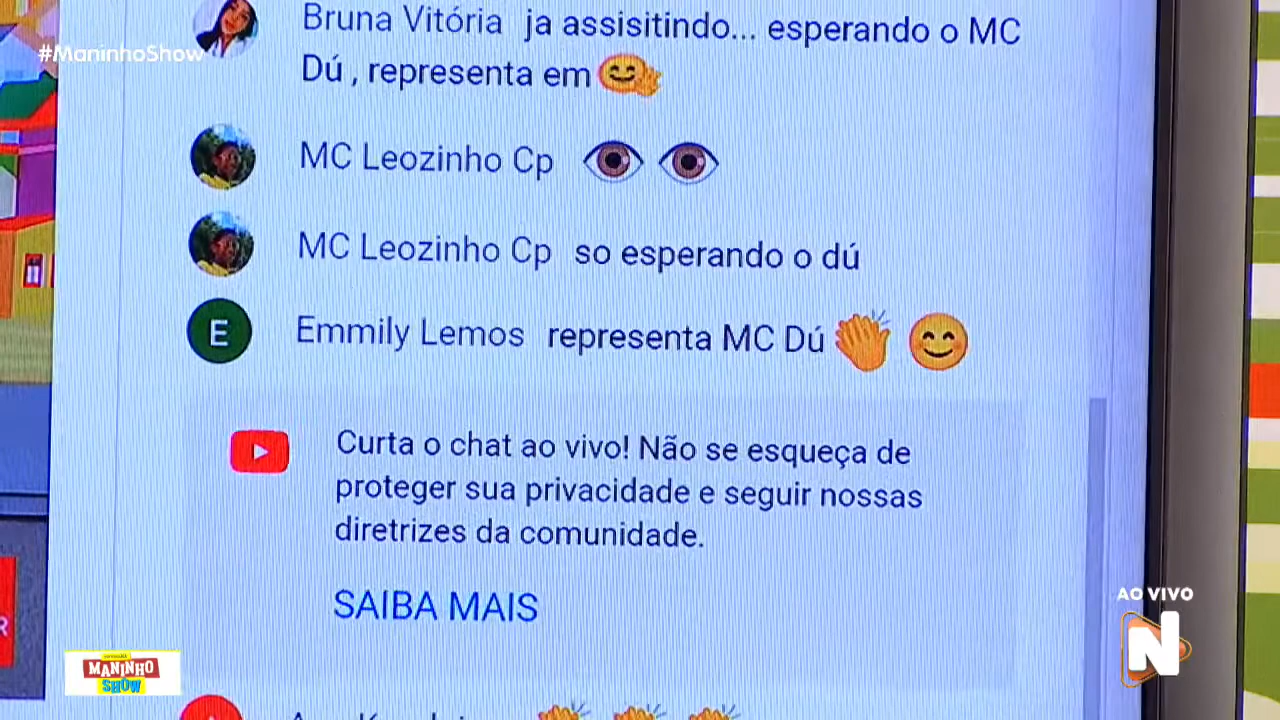 Bruna Vitória ja assisitindo... esperando o MC
#ManinhoShow
Dú , representa em
MC Leozinho Cp
MC Leozinho Cp so esperando o dú
E
Emmily Lemos representa MC Dú
Curta o chat ao vivo! Não se esqueça de
proteger sua privacidade e seguir nossas
diretrizes da comunidade.
SAIBA MAIS
AO VIVO
N
R
MANINHO
SHOW